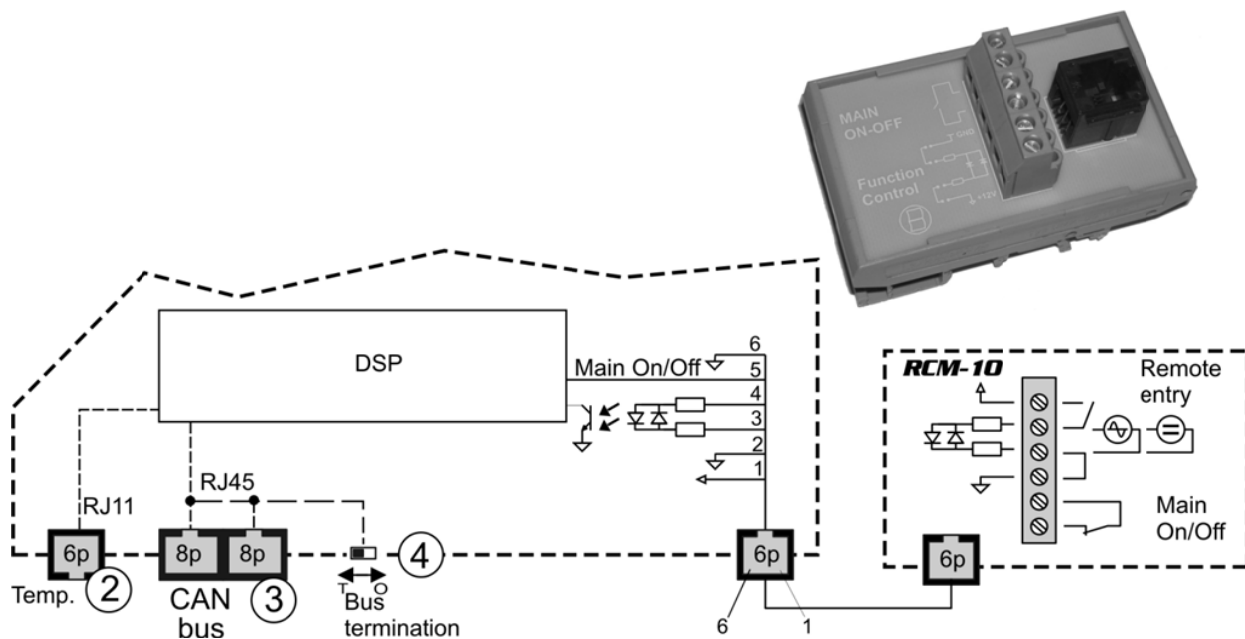 MAIN
ON-OFF
GND
Function
Control
+12V
DSP
Main On/Off
6
5
4
3
2
1
RJ11
RJ45
6p
8p
8p
6p
Temp.
2
CAN
bus
3
T
O
Bus
termination
4
6
1
RCM-10
Remote
entry
Main
On/Off
6p